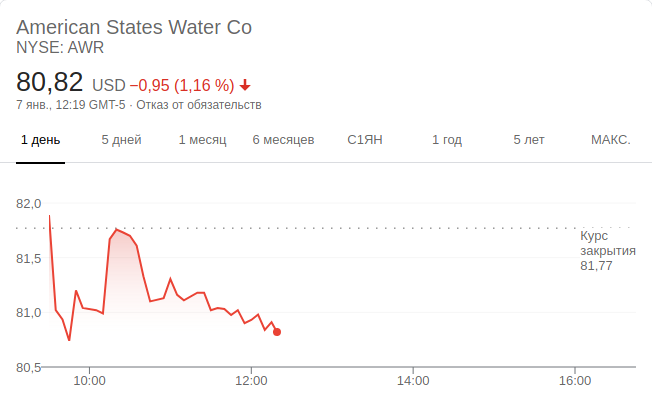 American States Water Co
NYSE: AWR
80,82 USD −0,95 (1,16 %)
7 янв., 12:19 GMT-5 · Отказ от обязательств
1 день 5 дней 1 месяц 6 месяцев С1ЯН 1 год 5 лет МАКС.
82,0
Курс
закрытия
81,77
81,5
81,0
80,5
10:00 12:00 14:00 16:00